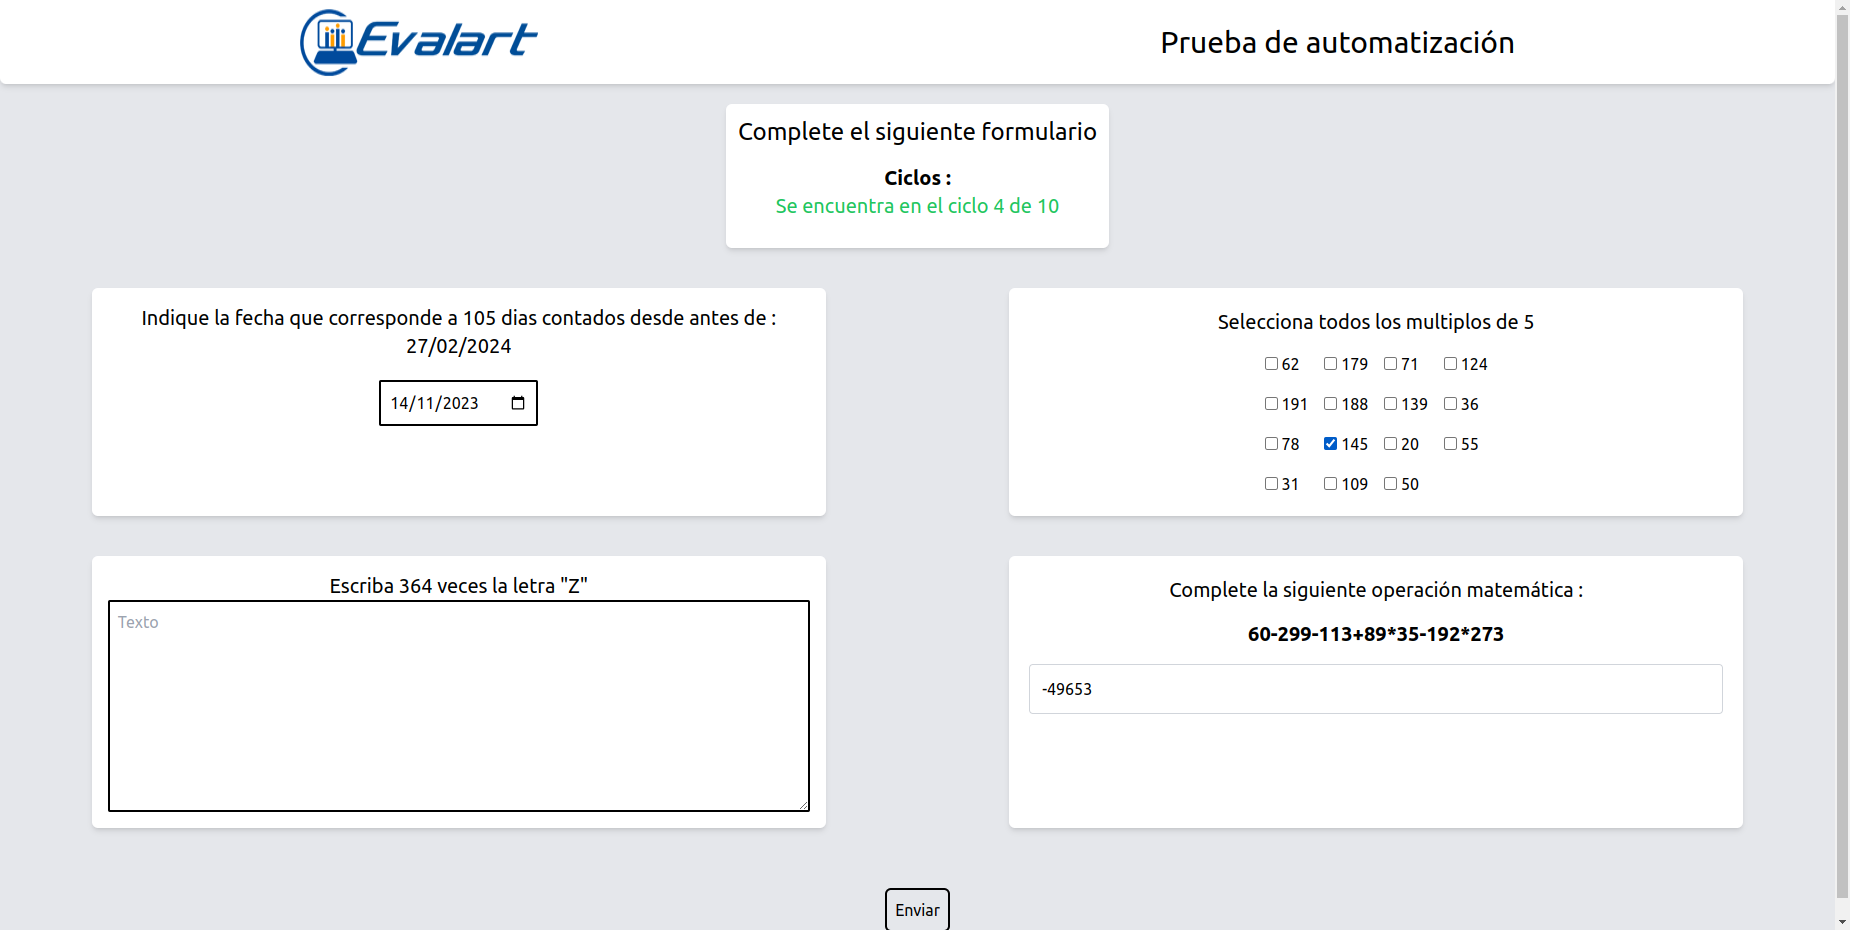 Evalart
Prueba de automatización
Complete el siguiente formulario
Ciclos :
Se encuentra en el ciclo 4 de 10
Indique la fecha que corresponde a 105 dias contados desde antes de :
27/02/2024
14/11/2023
Selecciona todos los multiplos de 5
62 179 71 124
191 188 139 36
78 145 20 55
31 109 50
Escriba 364 veces la letra "Z"
Texto
Complete la siguiente operación matemática :
60-299-113+89*35-192*273
-49653
Enviar